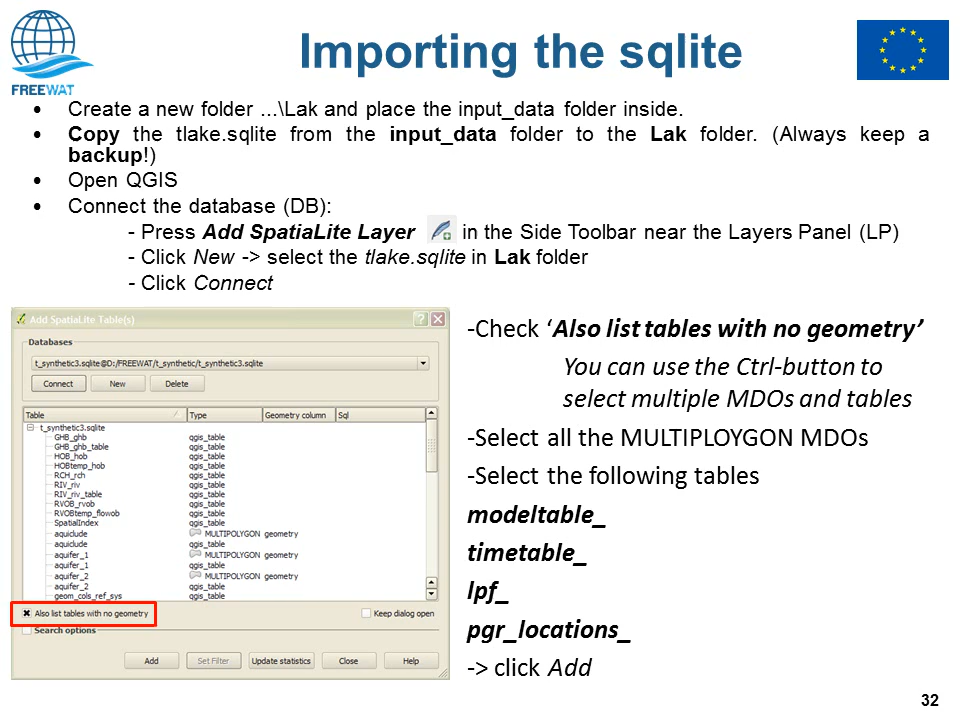 FREEWAT
Importing the sqlite
• Create a new folder ...\Lak and place the input_data folder inside.
• Copy the tlake.sqlite from the input_data folder to the Lak folder. (Always keep a
backup!)
• Open QGIS
• Connect the database (DB):
- Press Add SpatiaLite Layer in the Side Toolbar near the Layers Panel (LP)
- Click New -> select the tlake.sqlite in Lak folder
- Click Connect
Add SpatiaLite Table(s)
Databases
t_synthetic3.sqlite@D:/FREEWAT/t_synthetic/t_synthetic3.sqlite
Connect New Delete
Table Type Geometry column Sql
t_synthetic3.sqlite
GHB_ghb qgis_table
GHB_ghb_table qgis_table
HOB_hob qgis_table
HOBtemp_hob qgis_table
RCH_rch qgis_table
RIV_riv qgis_table
RIV_riv_table qgis_table
RVOB_rvob qgis_table
RVOBtemp_flowob qgis_table
SpatialIndex qgis_table
aquiclude MULTIPOLYGON geometry
aquiclude qgis_table
aquifer_1 MULTIPOLYGON geometry
aquifer_1 qgis_table
aquifer_2 MULTIPOLYGON geometry
aquifer_2 qgis_table
geom_cols_ref_sys qgis_table
Also list tables with no geometry Keep dialog open
Search options
Add Set Filter Update statistics Close Help
-Check ‘Also list tables with no geometry’
You can use the Ctrl-button to
select multiple MDOs and tables
-Select all the MULTIPLOYGON MDOs
-Select the following tables
modeltable_
timetable_
lpf_
pgr_locations_
-> click Add
32